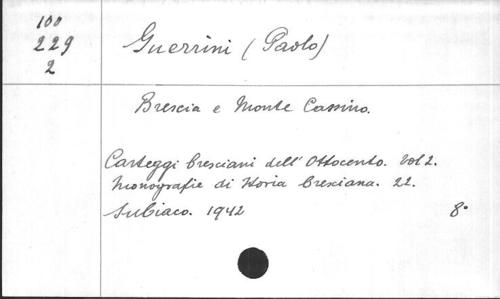 100
229
2
Guerrini (Paolo)
Brescia e Monte Cassino.
Carteggi bresciani dell'Ottocento. Vol 2.
Monografie di Storia bresciana. 22.
Subiaco. 1942 8°